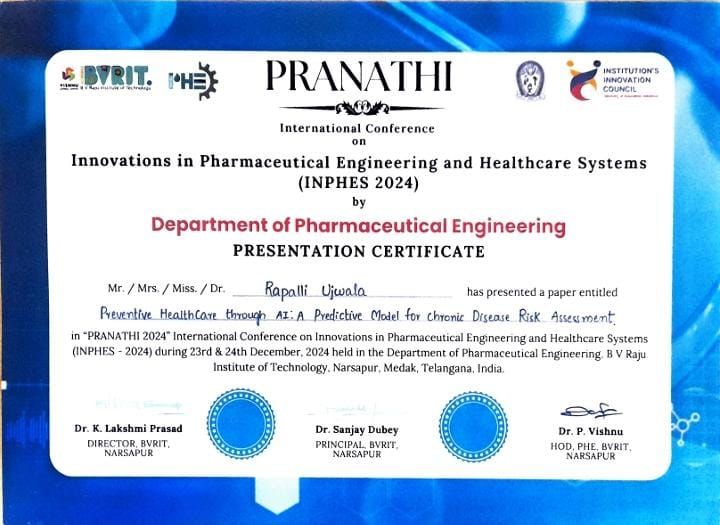 BVRIT.
B V Raju Institute of Technology
PHE
PRANATHI
INSTITUTION'S
INNOVATION
COUNCIL
International Conference
on
Innovations in Pharmaceutical Engineering and Healthcare Systems
(INPHES 2024)
by
Department of Pharmaceutical Engineering
PRESENTATION CERTIFICATE
Mr. / Mrs. / Miss. / Dr. Rapalli Ujwala has presented a paper entitled
Preventive HealthCare through AI: A Predictive Model for Chronic Disease Risk Assessment.
in "PRANATHI 2024" International Conference on Innovations in Pharmaceutical Engineering and Healthcare Systems
(INPHES - 2024) during 23rd & 24th December, 2024 held in the Department of Pharmaceutical Engineering, B V Raju
Institute of Technology, Narsapur, Medak, Telangana, India.
Dr. K. Lakshmi Prasad
DIRECTOR, BVRIT,
NARSAPUR
Dr. Sanjay Dubey
PRINCIPAL, BVRIT,
NARSAPUR
Dr. P. Vishnu
HOD, PHE, BVRIT,
NARSAPUR